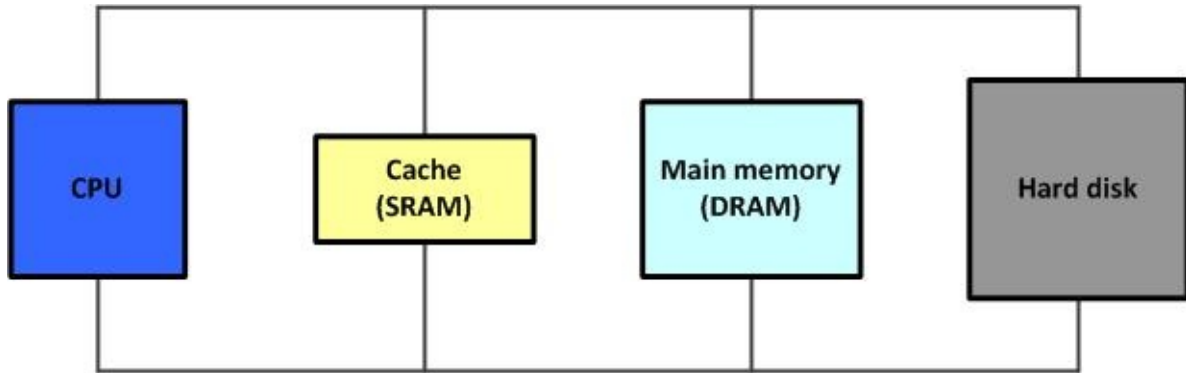 CPU
Cache
(SRAM)
Main memory
(DRAM)
Hard disk